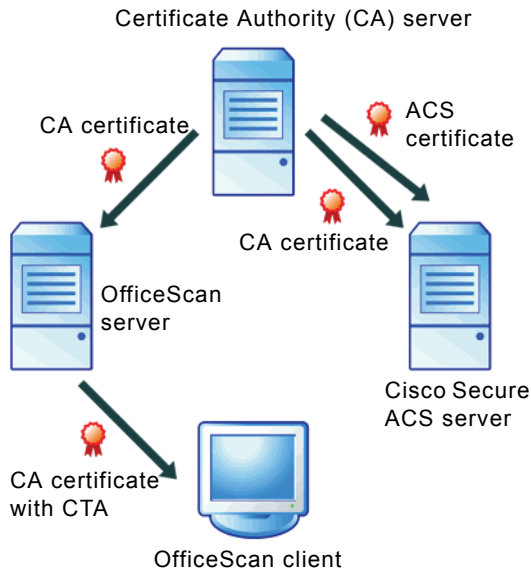 Certificate Authority (CA) server
CA certificate
ACS
certificate
CA certificate
OfficeScan
server
Cisco Secure
ACS server
CA certificate
with CTA
OfficeScan client